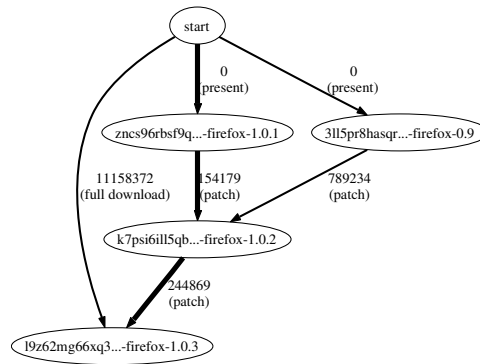 start
0
(present)
0
(present)
zncs96rbsf9q...-firefox-1.0.1
3ll5pr8hasqr...-firefox-0.9
11158372
(full download)
154179
(patch)
789234
(patch)
k7psi6ill5qb...-firefox-1.0.2
244869
(patch)
l9z62mg66xq3...-firefox-1.0.3